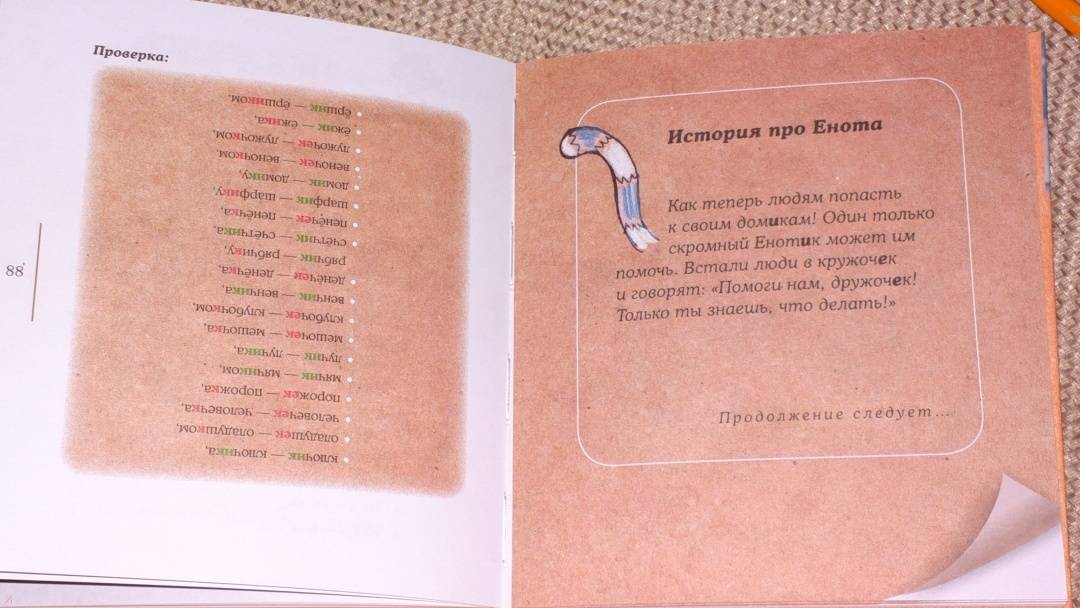 Проверка:
• ключик — ключика,
• оладушек — оладушком,
• человечек — человечка,
• порожек — порожка,
• мячик — мячиком,
• лучик — лучика,
• мешочек — мешочка,
• клубочек — клубочком,
• венчик — венчика,
• денёчек — денёчка,
• рябчик — рябчику,
• счётчик — счётчика,
• пенёчек — пенёчка,
• шарфик — шарфику,
• домик — домику,
• веночек — веночком,
• лужочек — лужочком,
• ёжик — ёжика,
• ёршик — ёршиком.
88
История про Енота
Как теперь людям попасть
к своим домикам! Один только
скромный Енотик может им
помочь. Встали люди в кружочек
и говорят: «Помоги нам, дружочек!
Только ты знаешь, что делать!»
Продолжение следует...